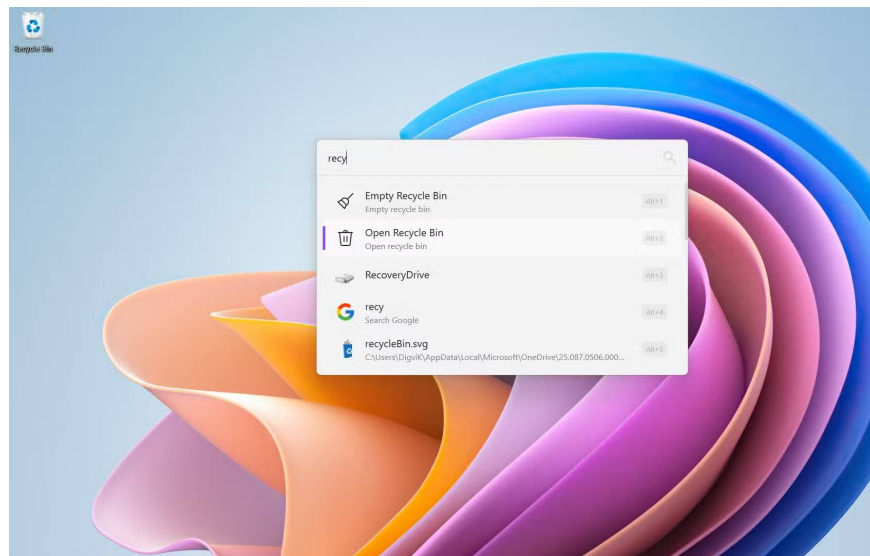 Recycle Bin
recy
Empty Recycle Bin
Empty recycle bin
Alt+1
Open Recycle Bin
Open recycle bin
Alt+2
RecoveryDrive
Alt+3
recy
Search Google
Alt+4
recycleBin.svg
C:\Users\DigviK\AppData\Local\Microsoft\OneDrive\25.087.0506.000...
Alt+5